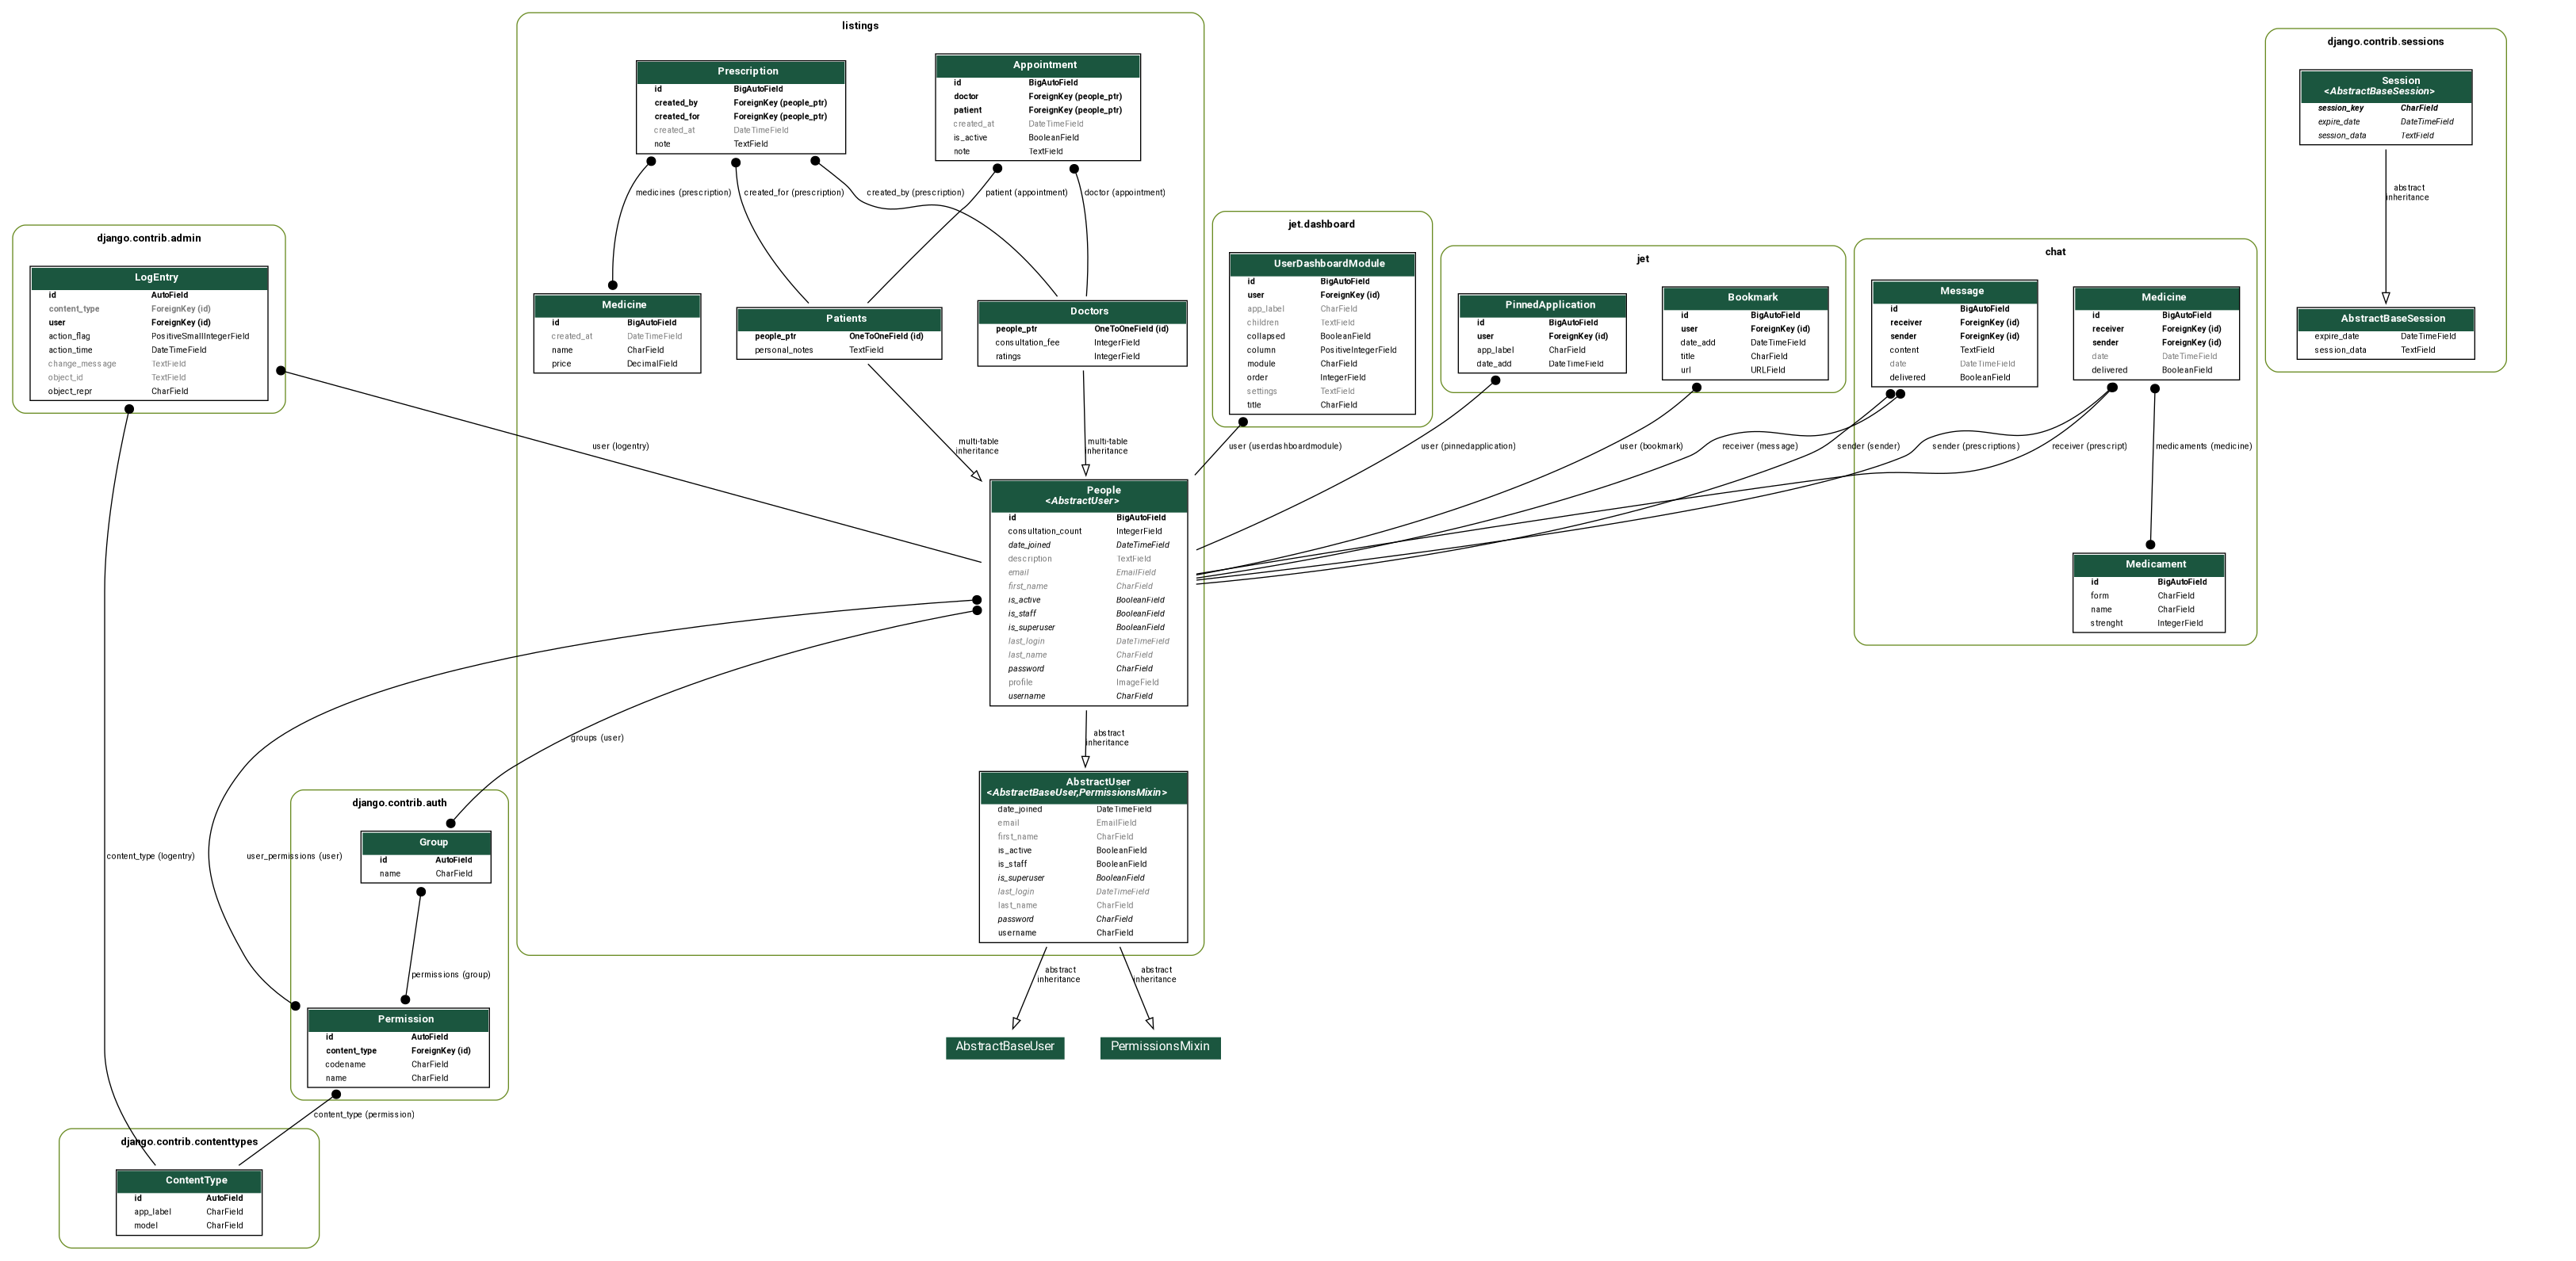 listings
Prescription
id BigAutoField
created_by ForeignKey (people_ptr)
created_for ForeignKey (people_ptr)
created_at DateTimeField
note TextField
Appointment
id BigAutoField
doctor ForeignKey (people_ptr)
patient ForeignKey (people_ptr)
created_at DateTimeField
is_active BooleanField
note TextField
medicines (prescription)
created_for (prescription)
created_by (prescription)
patient (appointment)
doctor (appointment)
Medicine
id BigAutoField
created_at DateTimeField
name CharField
price DecimalField
Patients
people_ptr OneToOneField (id)
personal_notes TextField
Doctors
people_ptr OneToOneField (id)
consultation_fee IntegerField
ratings IntegerField
multi-table
inheritance
multi-table
inheritance
People
<AbstractUser>
id BigAutoField
consultation_count IntegerField
date_joined DateTimeField
description TextField
email EmailField
first_name CharField
is_active BooleanField
is_staff BooleanField
is_superuser BooleanField
last_login DateTimeField
last_name CharField
password CharField
profile ImageField
username CharField
abstract
inheritance
AbstractUser
<AbstractBaseUser,PermissionsMixin>
date_joined DateTimeField
email EmailField
first_name CharField
is_active BooleanField
is_staff BooleanField
is_superuser BooleanField
last_login DateTimeField
last_name CharField
password CharField
username CharField
abstract
inheritance
abstract
inheritance
AbstractBaseUser
PermissionsMixin
django.contrib.admin
LogEntry
id AutoField
content_type ForeignKey (id)
user ForeignKey (id)
action_flag PositiveSmallIntegerField
action_time DateTimeField
change_message TextField
object_id TextField
object_repr CharField
user (logentry)
content_type (logentry)
user_permissions (user)
groups (user)
django.contrib.auth
Group
id AutoField
name CharField
permissions (group)
Permission
id AutoField
content_type ForeignKey (id)
codename CharField
name CharField
content_type (permission)
django.contrib.contenttypes
ContentType
id AutoField
app_label CharField
model CharField
jet.dashboard
UserDashboardModule
id BigAutoField
user ForeignKey (id)
app_label CharField
children TextField
collapsed BooleanField
column PositiveIntegerField
module CharField
order IntegerField
settings TextField
title CharField
user (userdashboardmodule)
jet
PinnedApplication
id BigAutoField
user ForeignKey (id)
app_label CharField
date_add DateTimeField
Bookmark
id BigAutoField
user ForeignKey (id)
date_add DateTimeField
title CharField
url URLField
user (pinnedapplication)
user (bookmark)
chat
Message
id BigAutoField
receiver ForeignKey (id)
sender ForeignKey (id)
content TextField
date DateTimeField
delivered BooleanField
Medicine
id BigAutoField
receiver ForeignKey (id)
sender ForeignKey (id)
date DateTimeField
delivered BooleanField
receiver (message)
sender (sender)
sender (prescriptions)
receiver (prescript)
medicaments (medicine)
Medicament
id BigAutoField
form CharField
name CharField
strenght IntegerField
django.contrib.sessions
Session
<AbstractBaseSession>
session_key CharField
expire_date DateTimeField
session_data TextField
abstract
inheritance
AbstractBaseSession
expire_date DateTimeField
session_data TextField